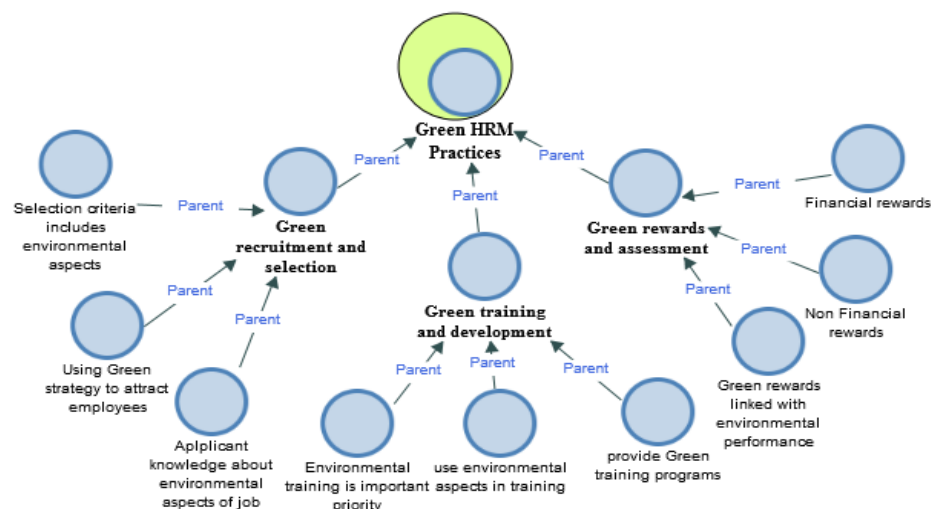 Green HRM
Practices
Parent
Parent
Parent
Green
recruitment and
selection
Green training
and development
Green rewards
and assessment
Parent
Selection criteria
includes
environmental
aspects
Parent
Using Green
strategy to attract
employees
Parent
Aplplicant
knowledge about
environmental
aspects of job
Parent
Environmental
training is important
priority
Parent
use environmental
aspects in training
Parent
provide Green
training programs
Parent
Financial rewards
Parent
Non Financial
rewards
Parent
Green rewards
linked with
environmental
performance